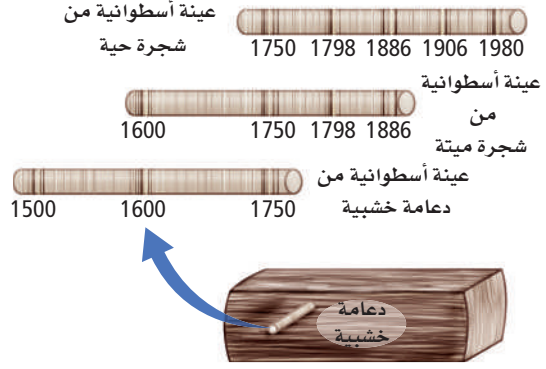 عينة أسطوانية من
شجرة حية
1750 1798 1886 1906 1980
عينة أسطوانية
من
شجرة ميتة
1600 1750 1798 1886
عينة أسطوانية من
دعامة خشبية
1500 1600 1750
دعامة
خشبية